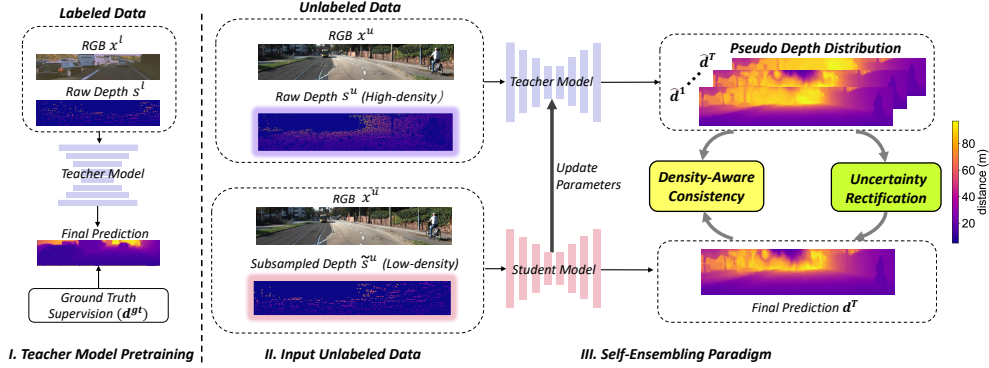 Labeled Data
RGB x^l
Raw Depth s^l
Teacher Model
Final Prediction
Ground Truth
Supervision (d^gt)
I. Teacher Model Pretraining
Unlabeled Data
RGB x^u
Raw Depth s^u (High-density)
RGB x^u
Subsampled Depth s̃^u (Low-density)
II. Input Unlabeled Data
Teacher Model
Update
Parameters
Student Model
Pseudo Depth Distribution
d̂^1
d̂^T
Density-Aware
Consistency
Uncertainty
Rectification
Final Prediction d^T
III. Self-Ensembling Paradigm
80
60
40
20
distance (m)